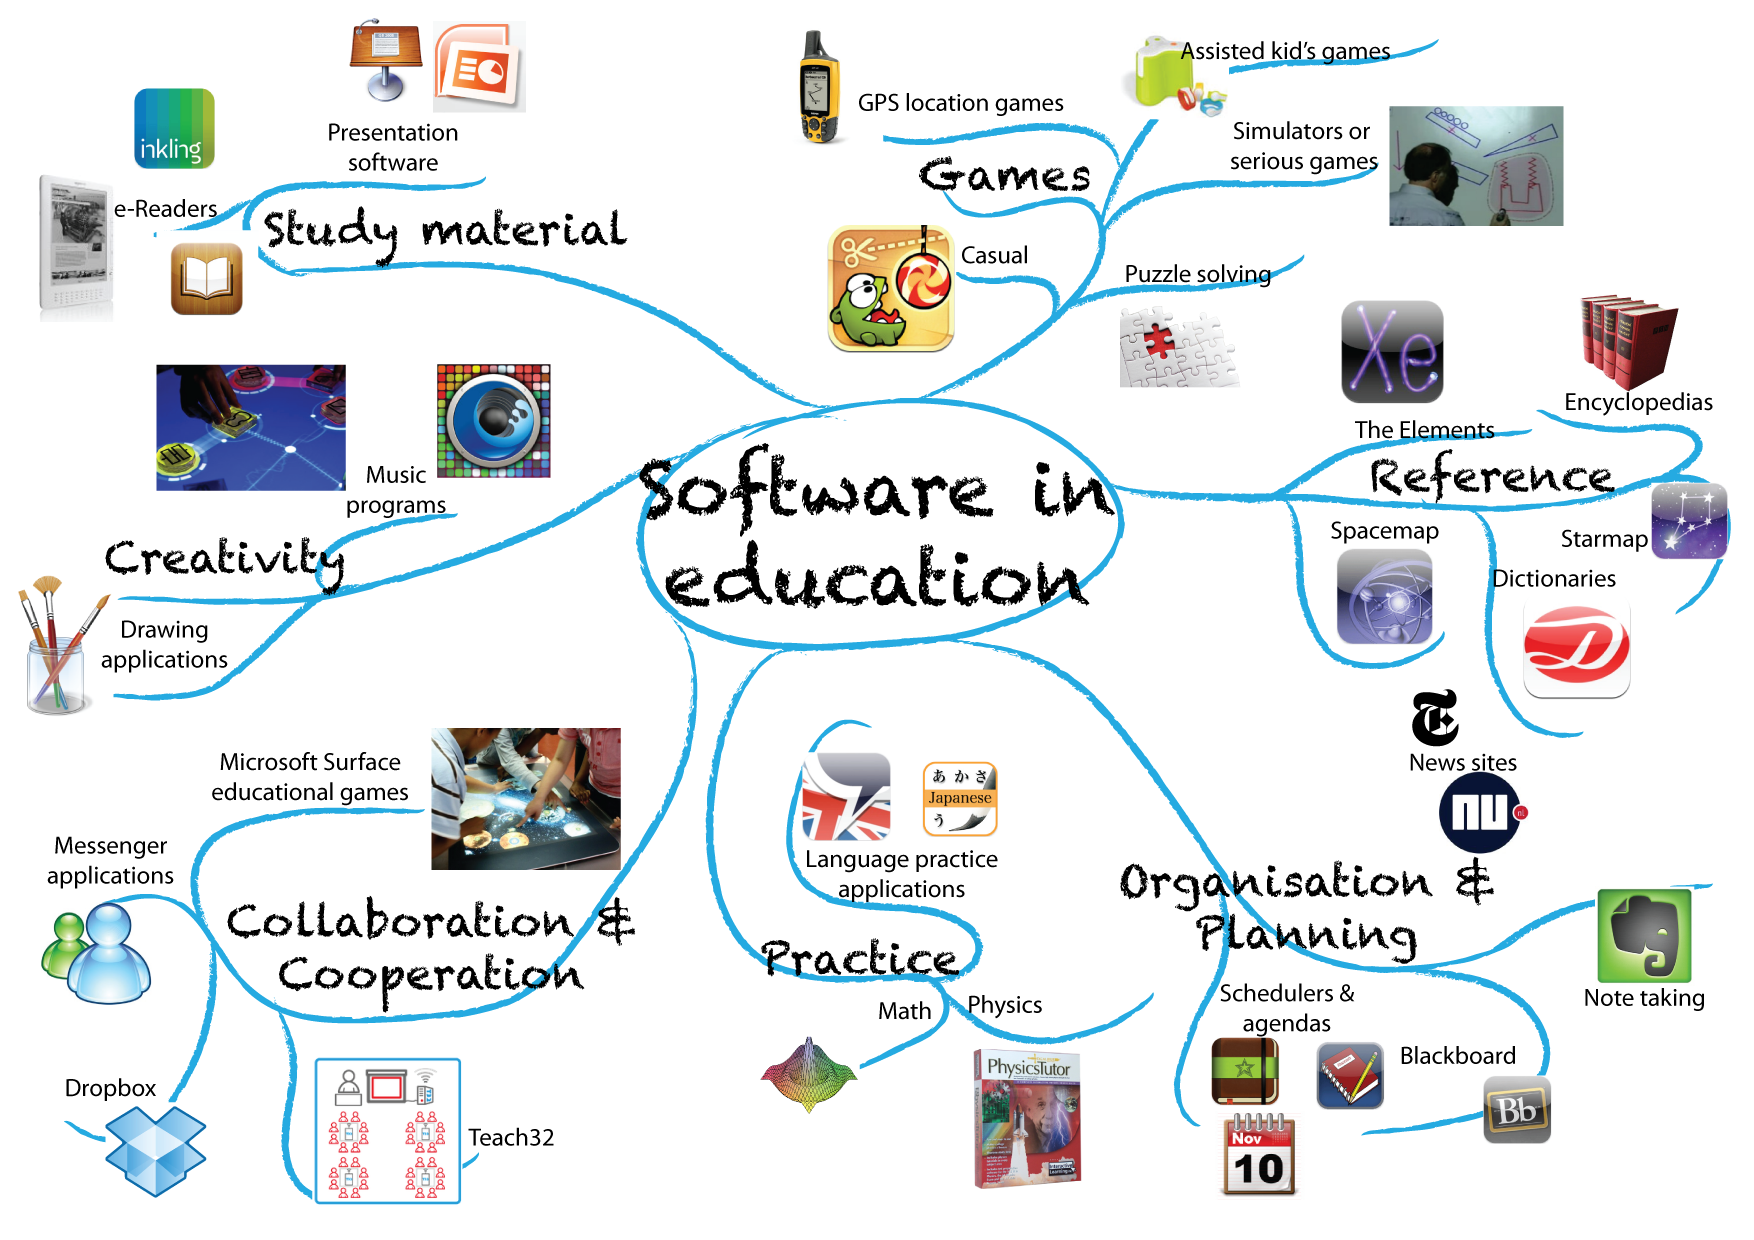 Software in
education
Study material
Presentation
software
e-Readers
inkling
Games
GPS location games
Assisted kid's games
Simulators or
serious games
Casual
Puzzle solving
Reference
Xe
The Elements
Encyclopedias
Spacemap
Starmap
Dictionaries
D
News sites
nu
nl
Creativity
Music
programs
Drawing
applications
Collaboration &
Cooperation
Microsoft Surface
educational games
Messenger
applications
Dropbox
Teach32
Practice
あかさ
Japanese
う
Language practice
applications
Math
Physics
PhysicsTutor
Organisation &
Planning
Schedulers &
agendas
Nov
10
Blackboard
Bb
Note taking